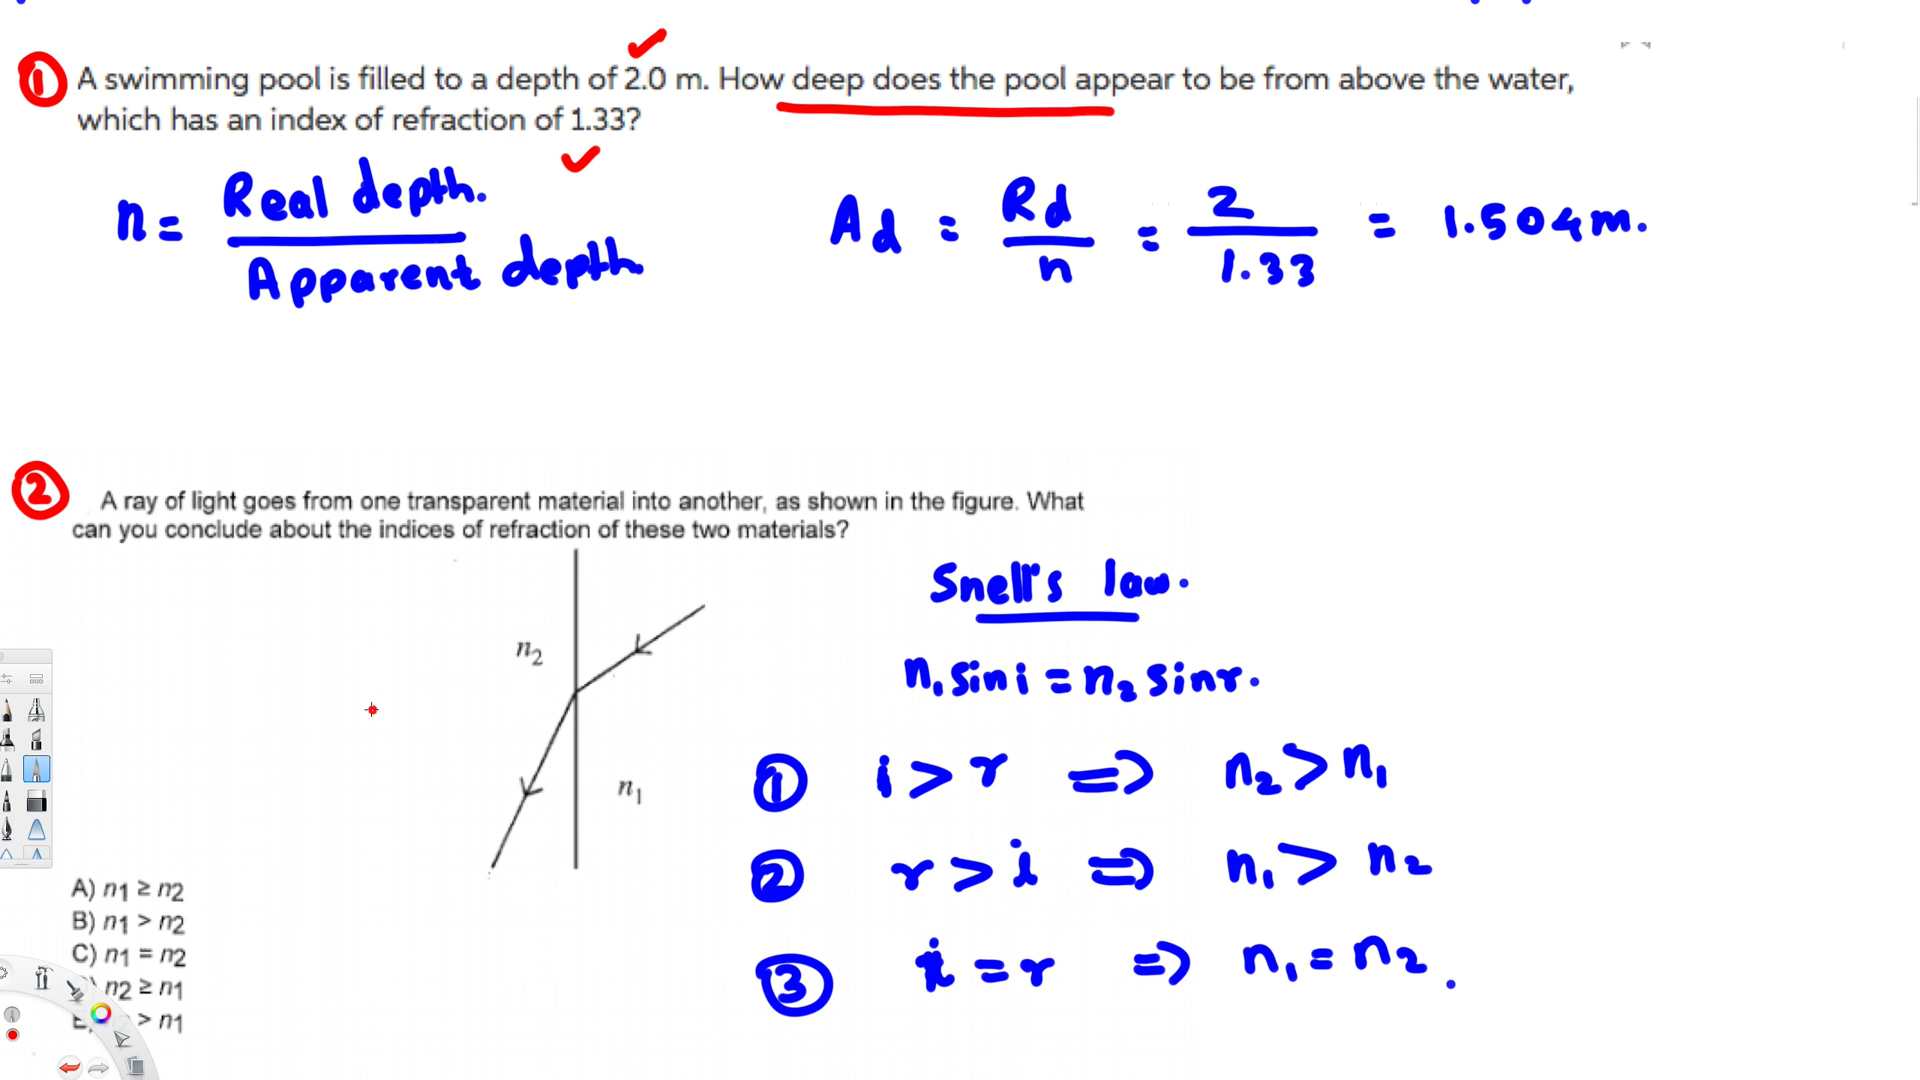 ① A swimming pool is filled to a depth of 2.0 m. How deep does the pool appear to be from above the water,
which has an index of refraction of 1.33?
n = Real depth. / Apparent depth
Ad = Rd / n = 2 / 1.33 = 1.504m.
② A ray of light goes from one transparent material into another, as shown in the figure. What
can you conclude about the indices of refraction of these two materials?
n2
n1
Snell's law.
n1 sin i = n2 sin r.
① i > r ⇒ n2 > n1
② r > i ⇒ n1 > n2
③ i = r ⇒ n1 = n2.
A) n1 ≥ n2
B) n1 > n2
C) n1 = n2
n2 ≥ n1
> n1